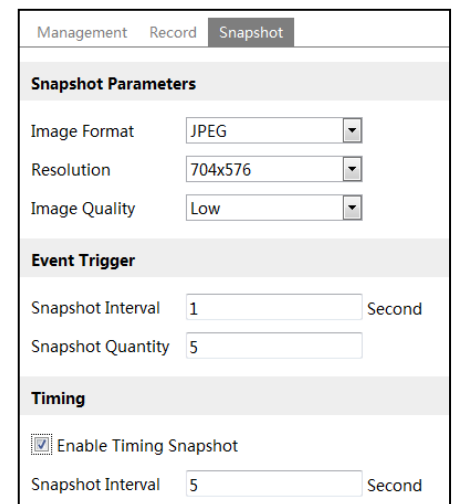 Management Record Snapshot
Snapshot Parameters
Image Format JPEG
Resolution 704x576
Image Quality Low
Event Trigger
Snapshot Interval 1 Second
Snapshot Quantity 5
Timing
Enable Timing Snapshot
Snapshot Interval 5 Second